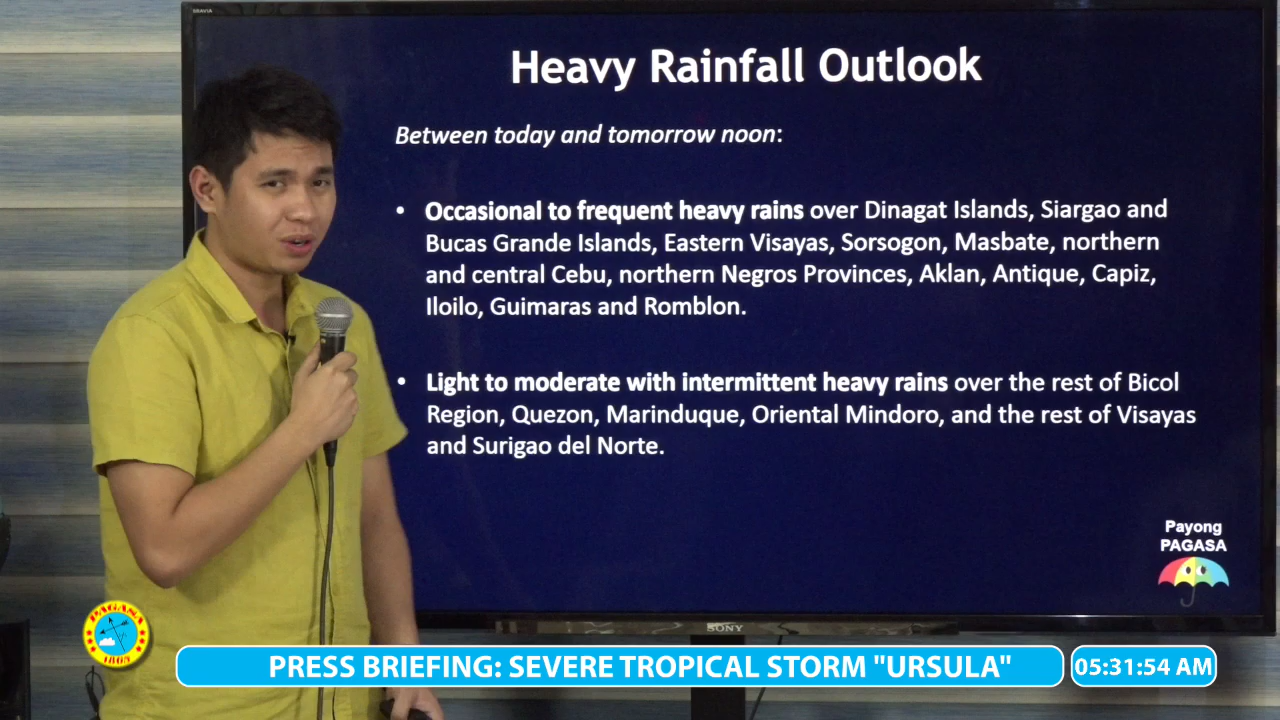 BRAVIA
Heavy Rainfall Outlook
Between today and tomorrow noon:
• Occasional to frequent heavy rains over Dinagat Islands, Siargao and
Bucas Grande Islands, Eastern Visayas, Sorsogon, Masbate, northern
and central Cebu, northern Negros Provinces, Aklan, Antique, Capiz,
Iloilo, Guimaras and Romblon.
• Light to moderate with intermittent heavy rains over the rest of Bicol
Region, Quezon, Marinduque, Oriental Mindoro, and the rest of Visayas
and Surigao del Norte.
Payong
PAGASA
SONY
PAGASA
PRESS BRIEFING: SEVERE TROPICAL STORM "URSULA"
05:31:54 AM